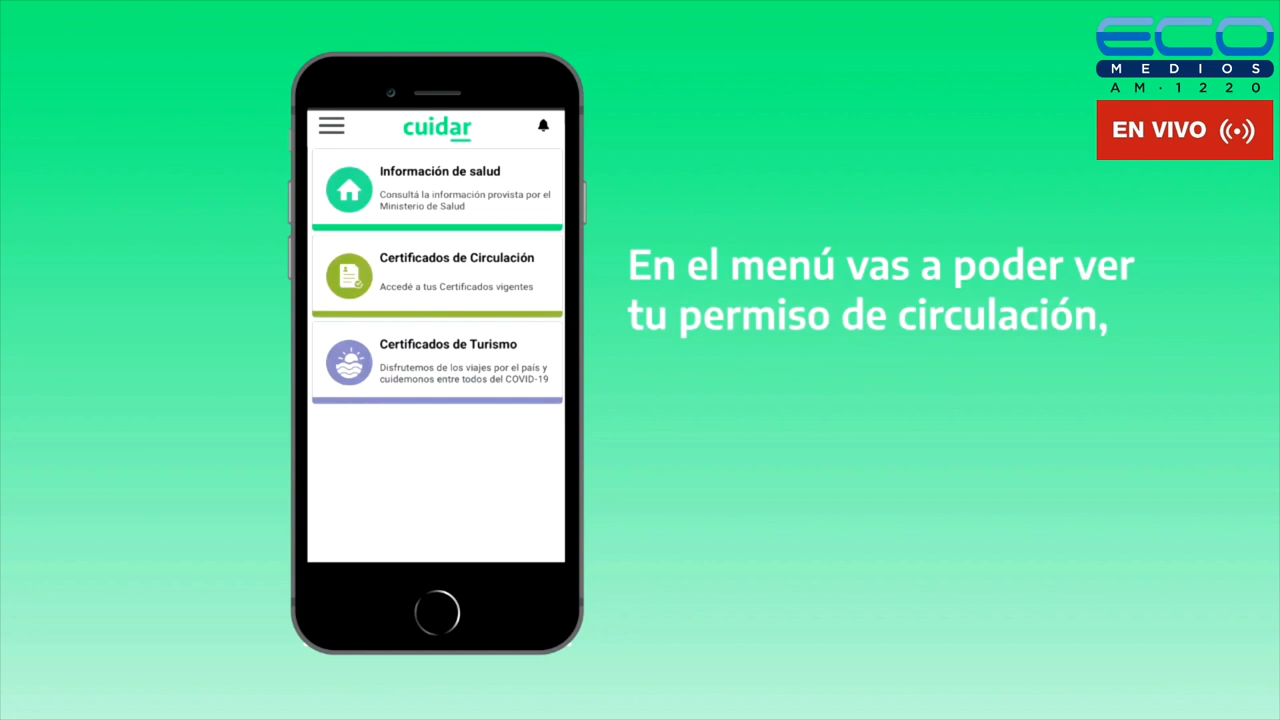 ECO
MEDIOS
AM·1220
EN VIVO
cuidar
Información de salud
Consultá la información provista por el
Ministerio de Salud
Certificados de Circulación
Accedé a tus Certificados vigentes
Certificados de Turismo
Disfrutemos de los viajes por el país y
cuidemonos entre todos del COVID-19
En el menú vas a poder ver
tu permiso de circulación,